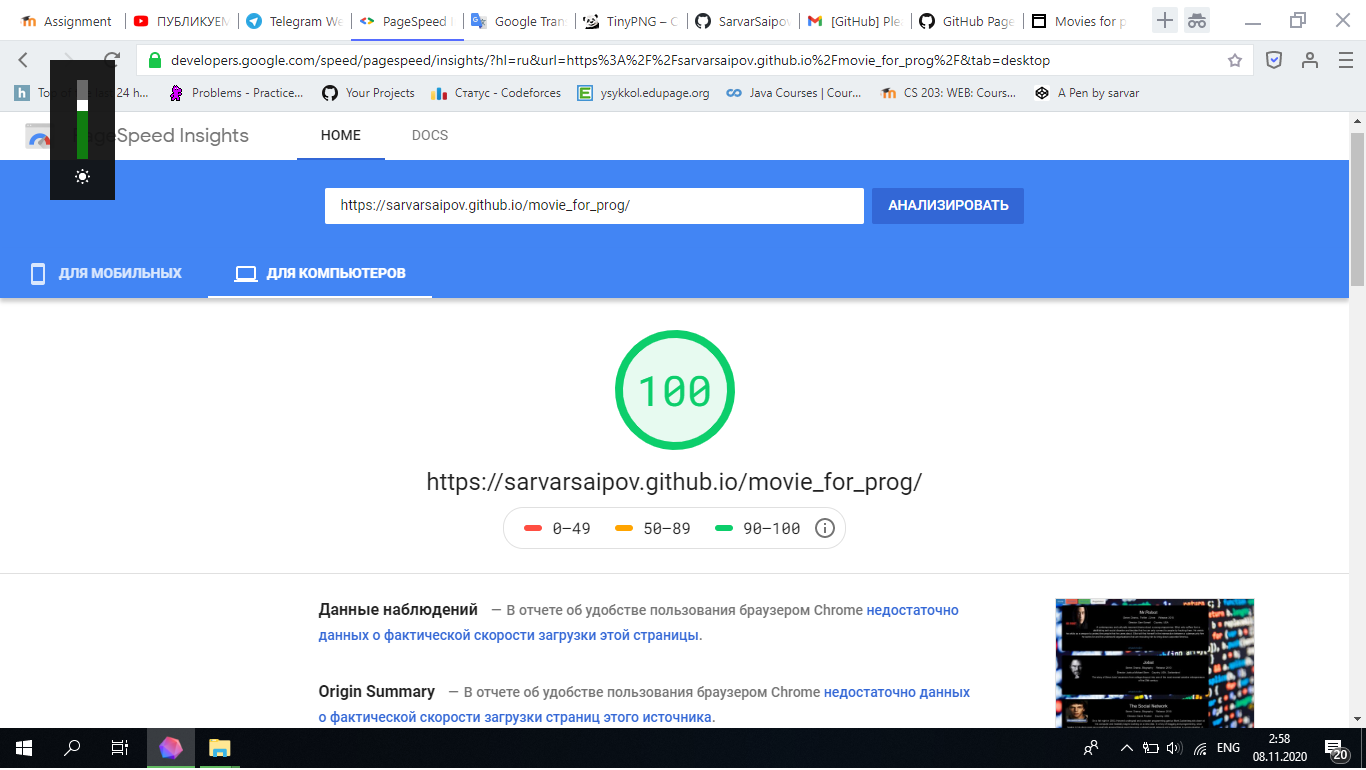 Assignment
ПУБЛИКУЕМ
Telegram We
PageSpeed I
Google Tran
TinyPNG – C
SarvarSaipov
[GitHub] Ple
GitHub Page
Movies for p
developers.google.com/speed/pagespeed/insights/?hl=ru&url=https%3A%2F%2Fsarvarsaipov.github.io%2Fmovie_for_prog%2F&tab=desktop
24 h...
Problems - Practice...
Your Projects
Статус - Codeforces
ysykkol.edupage.org
Java Courses | Cour...
CS 203: WEB: Cours...
A Pen by sarvar
PageSpeed Insights
HOME
DOCS
https://sarvarsaipov.github.io/movie_for_prog/
АНАЛИЗИРОВАТЬ
ДЛЯ МОБИЛЬНЫХ
ДЛЯ КОМПЬЮТЕРОВ
100
https://sarvarsaipov.github.io/movie_for_prog/
0–49
50–89
90–100
Данные наблюдений — В отчете об удобстве пользования браузером Chrome недостаточно
данных о фактической скорости загрузки этой страницы.
Mr.Robot
Jobst
Origin Summary — В отчете об удобстве пользования браузером Chrome недостаточно данных
о фактической скорости загрузки страниц этого источника.
The Social Network
ENG
2:58
08.11.2020
20